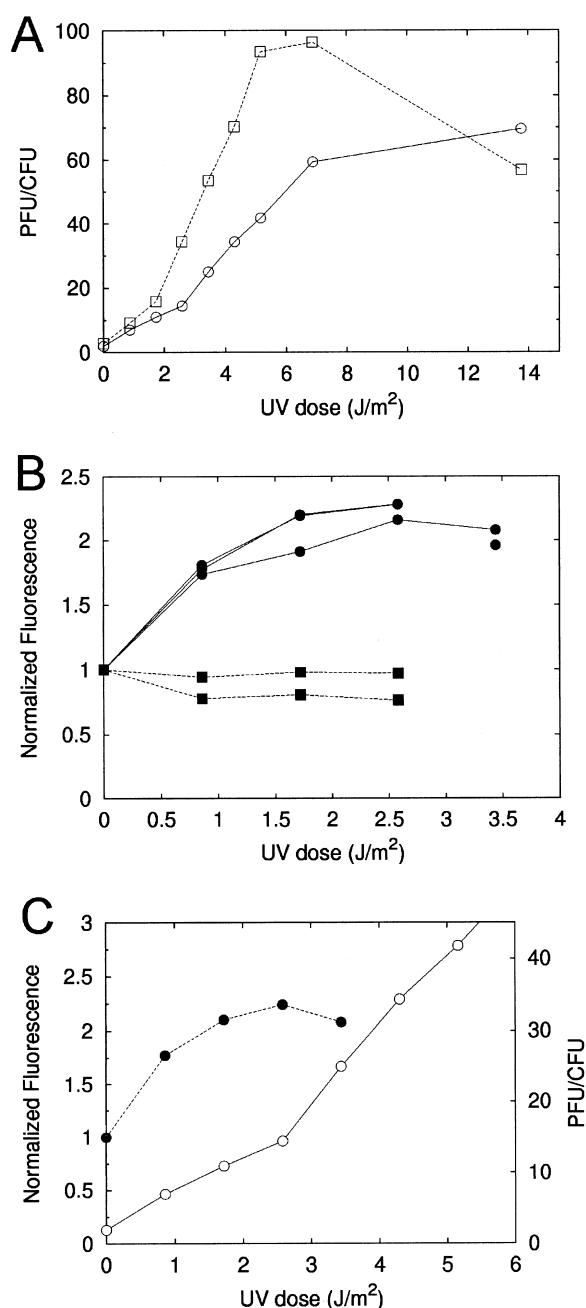 A
100
80
60
40
20
0
PFU/CFU
0 2 4 6 8 10 12 14
UV dose (J/m²)
B
2.5
2
1.5
1
0.5
0
Normalized Fluorescence
0 0.5 1 1.5 2 2.5 3 3.5 4
UV dose (J/m²)
C
3
2.5
2
1.5
1
0.5
0
Normalized Fluorescence
40
30
20
10
0
PFU/CFU
0 1 2 3 4 5 6
UV dose (J/m²)